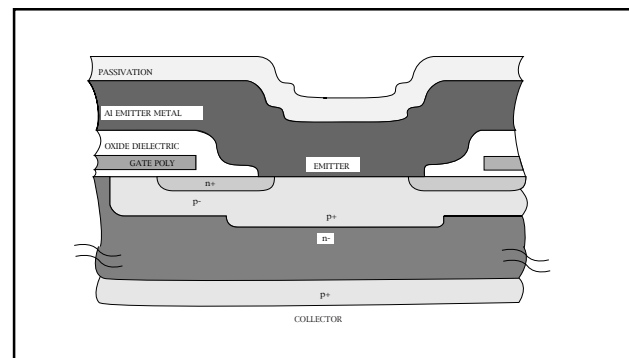 PASSIVATION
Al EMITTER METAL
OXIDE DIELECTRIC
GATE POLY
EMITTER
n+
p-
p+
n-
p+
COLLECTOR